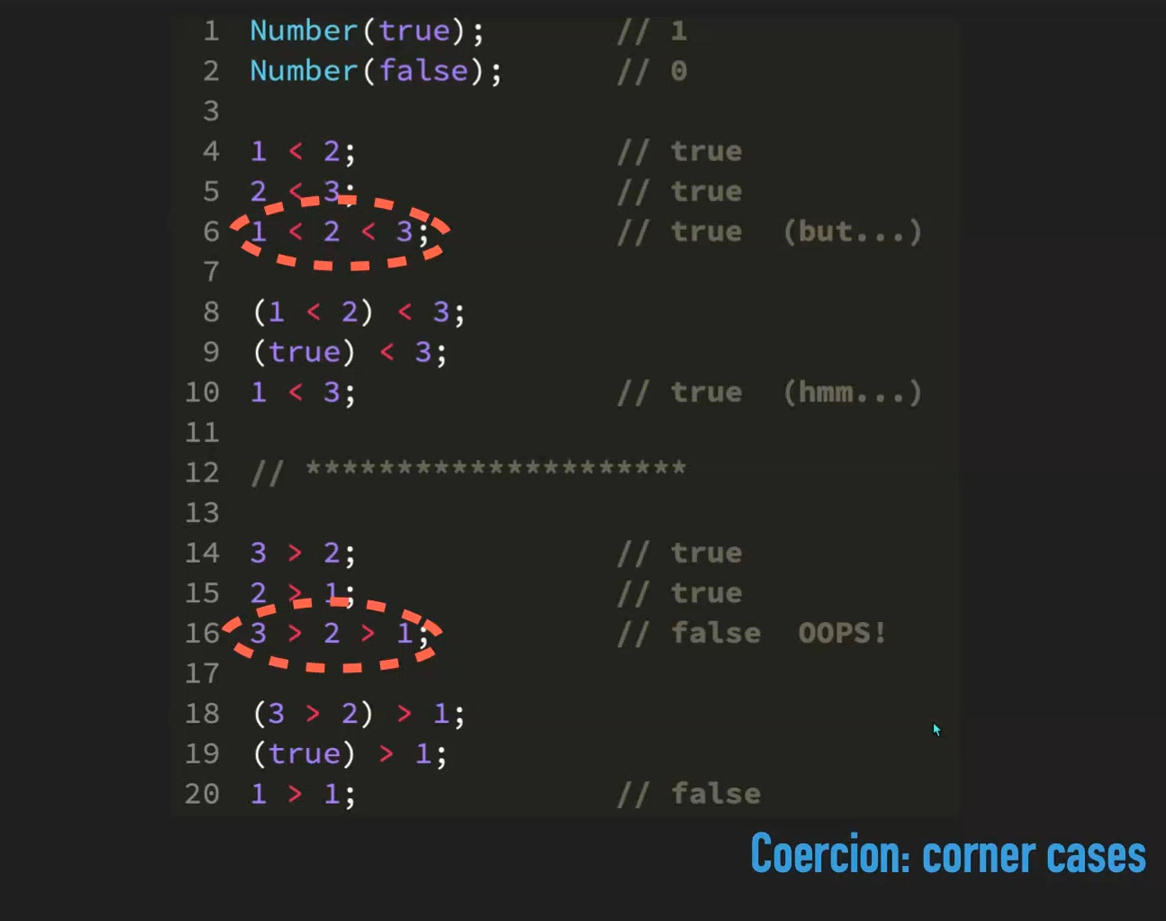 1 Number(true); // 1
2 Number(false); // 0
3
4 1 < 2; // true
5 2 < 3; // true
6 1 < 2 < 3; // true (but...)
7
8 (1 < 2) < 3;
9 (true) < 3;
10 1 < 3; // true (hmm...)
11
12 // *********************
13
14 3 > 2; // true
15 2 > 1; // true
16 3 > 2 > 1; // false OOPS!
17
18 (3 > 2) > 1;
19 (true) > 1;
20 1 > 1; // false
Coercion: corner cases